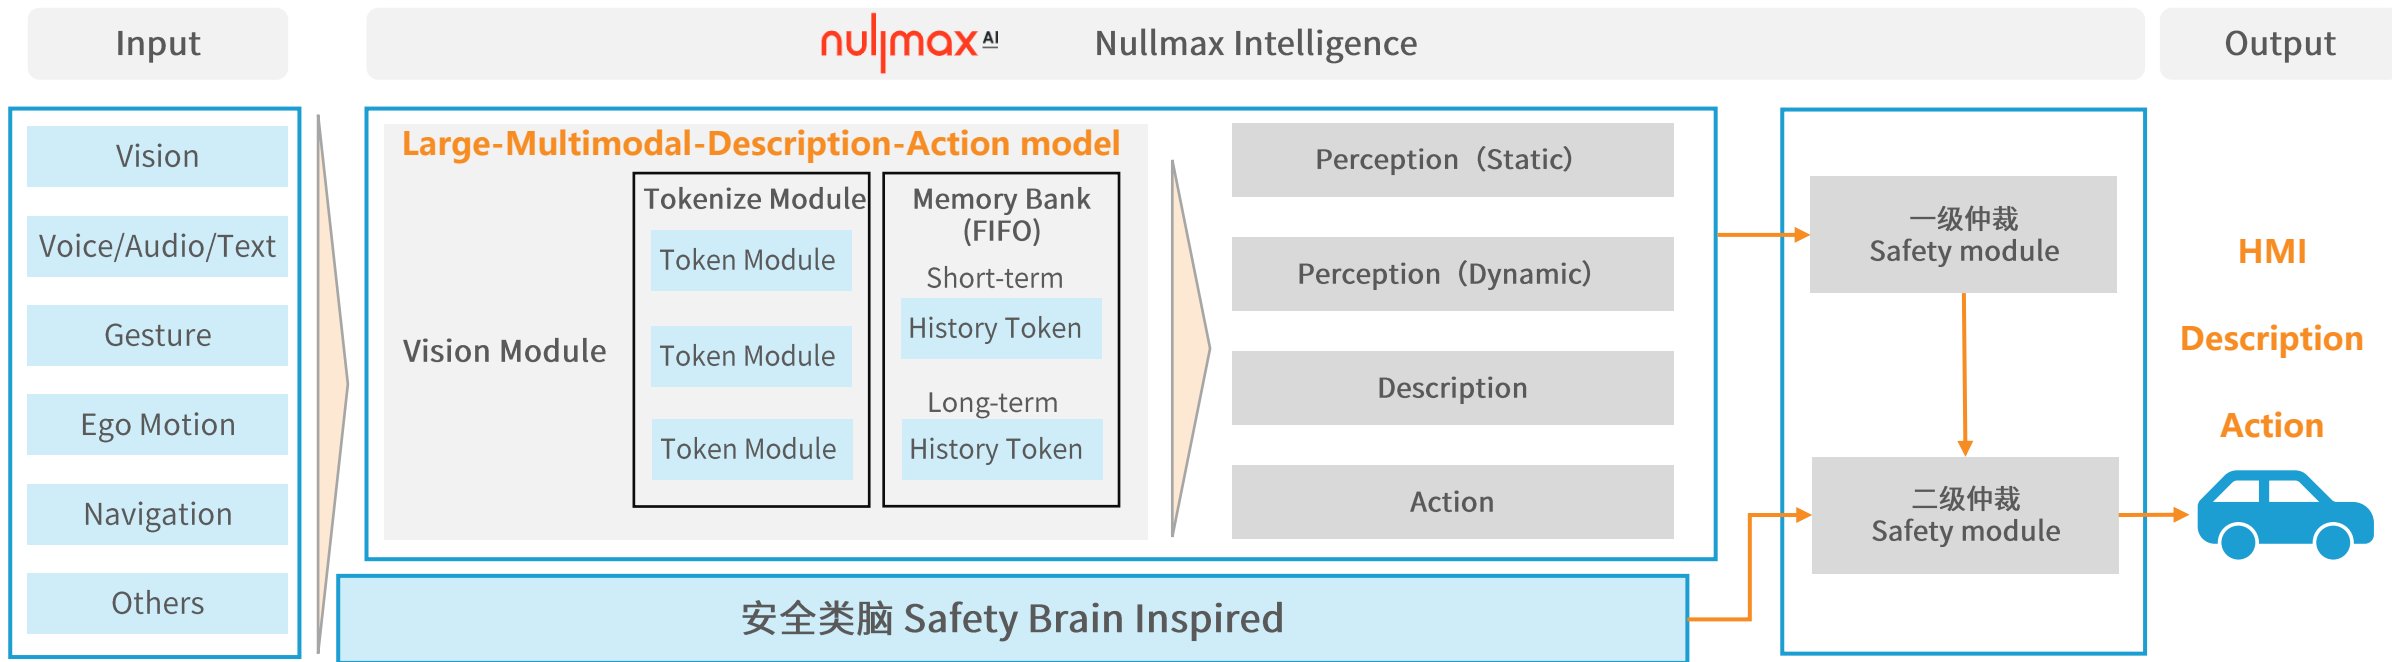 Input
nullmax AI
Nullmax Intelligence
Output
Vision
Voice/Audio/Text
Gesture
Ego Motion
Navigation
Others
Large-Multimodal-Description-Action model
Vision Module
Tokenize Module
Token Module
Token Module
Token Module
Memory Bank
(FIFO)
Short-term
History Token
Long-term
History Token
Perception（Static）
Perception（Dynamic）
Description
Action
安全类脑 Safety Brain Inspired
一级仲裁
Safety module
二级仲裁
Safety module
HMI
Description
Action